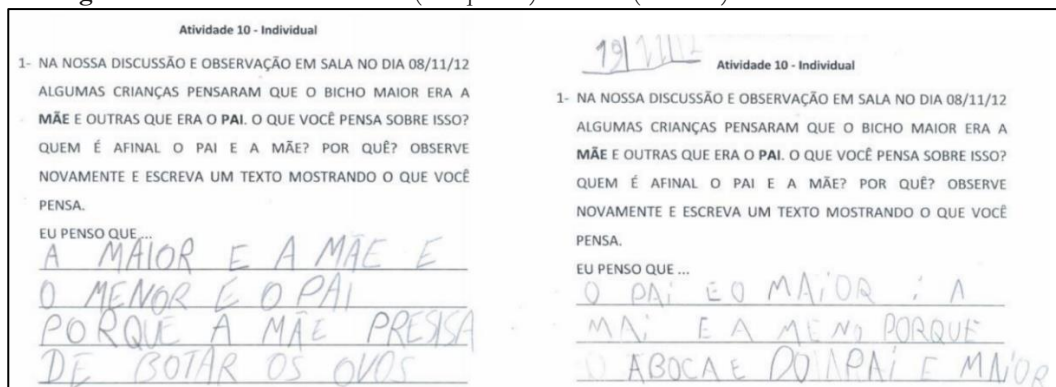 Atividade 10 - Individual
1- NA NOSSA DISCUSSÃO E OBSERVAÇÃO EM SALA NO DIA 08/11/12
ALGUMAS CRIANÇAS PENSARAM QUE O BICHO MAIOR ERA A
MÃE E OUTRAS QUE ERA O PAI. O QUE VOCÊ PENSA SOBRE ISSO?
QUEM É AFINAL O PAI E A MÃE? POR QUÊ? OBSERVE
NOVAMENTE E ESCREVA UM TEXTO MOSTRANDO O QUE VOCÊ
PENSA.
EU PENSO QUE ...
A MAIOR E A MÃE E
O MENOR E O PAI
PORQUE A MÃE PRESISA
DE BOTAR OS OVOS
19/11/12
Atividade 10 - Individual
1- NA NOSSA DISCUSSÃO E OBSERVAÇÃO EM SALA NO DIA 08/11/12
ALGUMAS CRIANÇAS PENSARAM QUE O BICHO MAIOR ERA A
MÃE E OUTRAS QUE ERA O PAI. O QUE VOCÊ PENSA SOBRE ISSO?
QUEM É AFINAL O PAI E A MÃE? POR QUÊ? OBSERVE
NOVAMENTE E ESCREVA UM TEXTO MOSTRANDO O QUE VOCÊ
PENSA.
EU PENSO QUE ...
O PAI E O MAIOR : A
MAI E A MENO PORQUE
O ABOCA E DO PAI E MAIOR